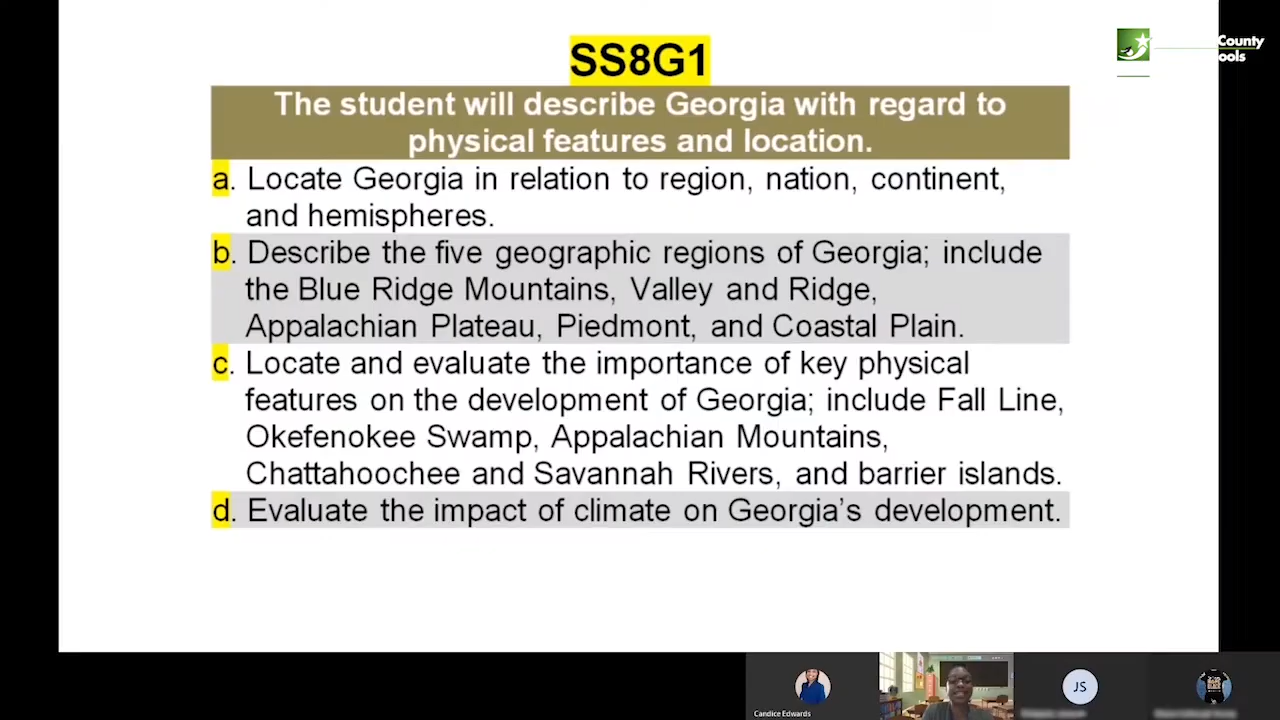 SS8G1
County
ools
The student will describe Georgia with regard to
physical features and location.
a. Locate Georgia in relation to region, nation, continent,
and hemispheres.
b. Describe the five geographic regions of Georgia; include
the Blue Ridge Mountains, Valley and Ridge,
Appalachian Plateau, Piedmont, and Coastal Plain.
c. Locate and evaluate the importance of key physical
features on the development of Georgia; include Fall Line,
Okefenokee Swamp, Appalachian Mountains,
Chattahoochee and Savannah Rivers, and barrier islands.
d. Evaluate the impact of climate on Georgia’s development.
JS
Candice Edwards